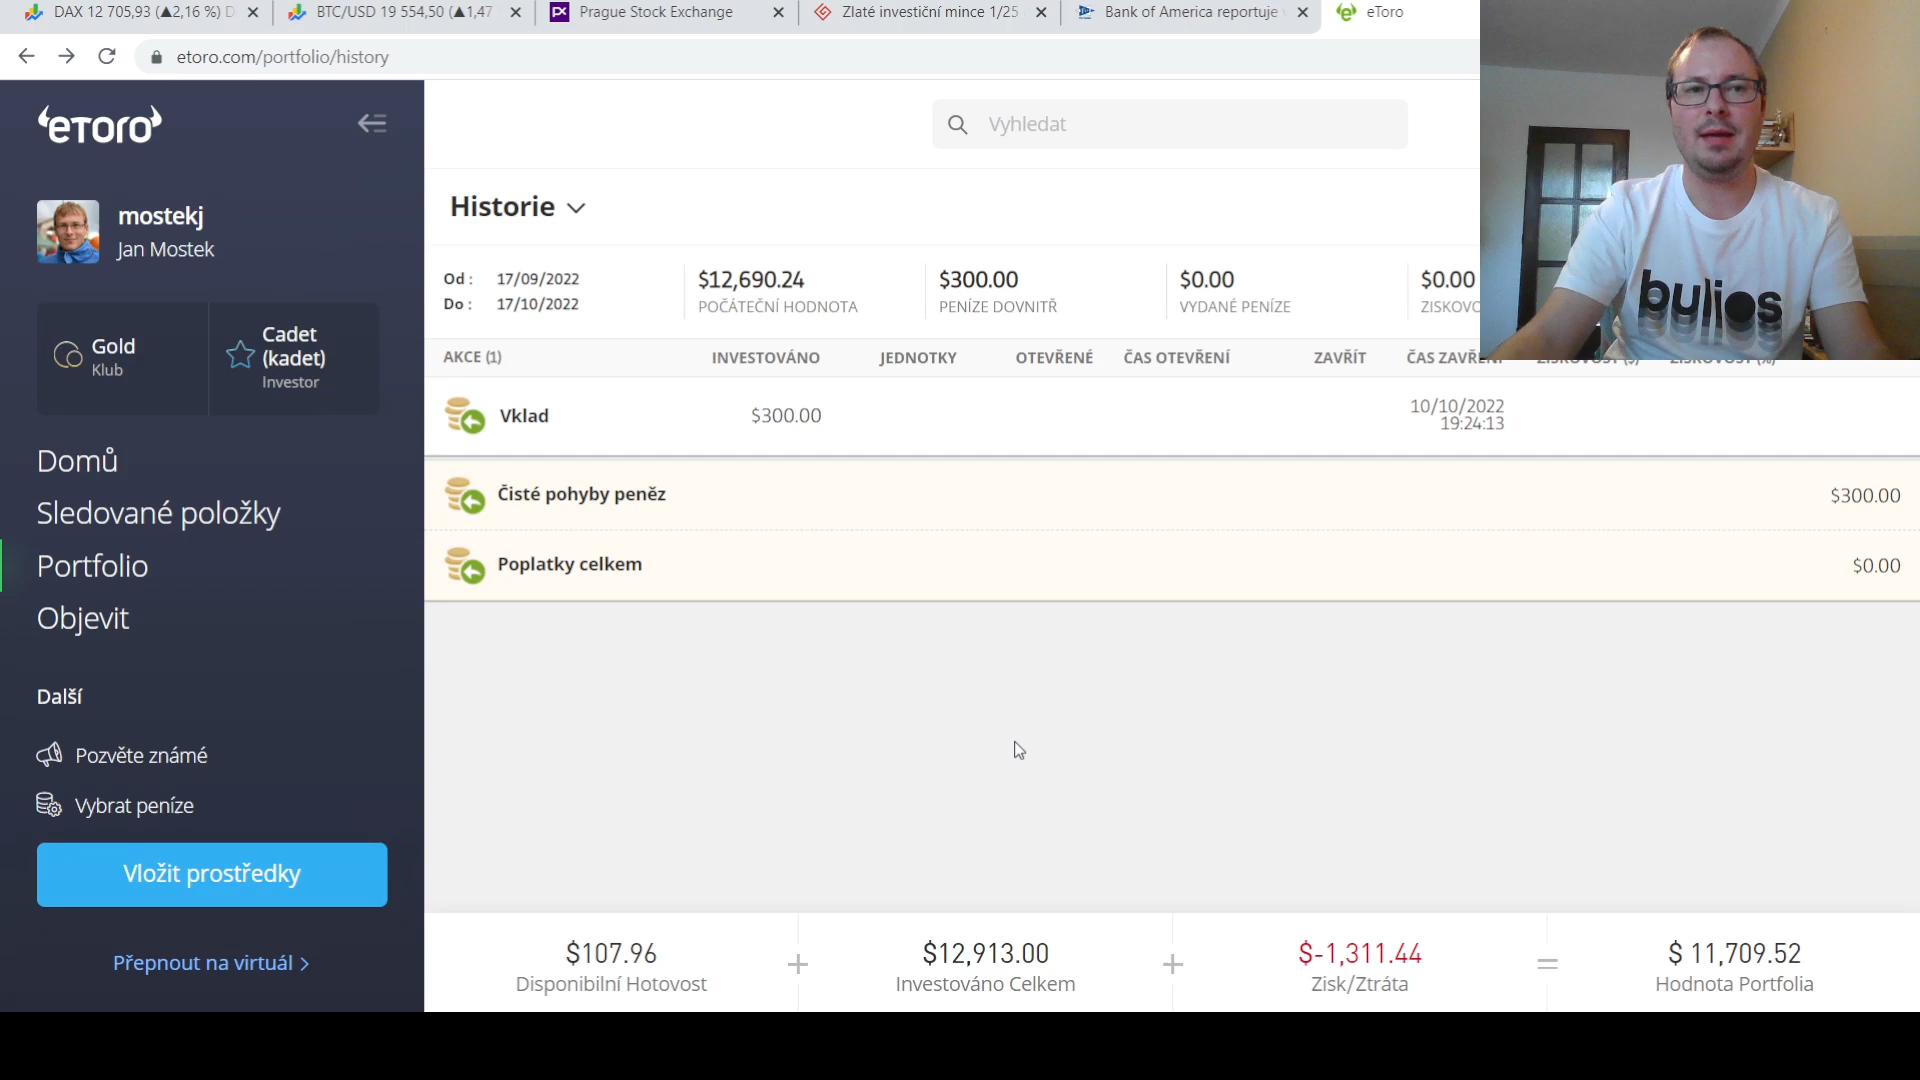 DAX 12 705,93 (▲2,16 %) D
BTC/USD 19 554,50 (▲1,47
Prague Stock Exchange
Zlaté investiční mince 1/25
Bank of America reportuje
eToro
etoro.com/portfolio/history
eToro
Vyhledat
mostekj
Jan Mostek
Gold
Klub
Cadet
(kadet)
Investor
Domů
Sledované položky
Portfolio
Objevit
Další
Pozvěte známé
Vybrat peníze
Vložit prostředky
Přepnout na virtuál >
Historie
Od : 17/09/2022
Do : 17/10/2022
$12,690.24
POČÁTEČNÍ HODNOTA
$300.00
PENÍZE DOVNITŘ
$0.00
VYDANÉ PENÍZE
$0.00
ZISKOVO
AKCE (1) INVESTOVÁNO JEDNOTKY OTEVŘENÉ ČAS OTEVŘENÍ ZAVŘÍT ČAS ZAVŘENÍ ZISKOVOST ($) ZISKOVOST (%)
Vklad $300.00 10/10/2022
19:24:13
Čisté pohyby peněz $300.00
Poplatky celkem $0.00
$107.96
Disponibilní Hotovost
+
$12,913.00
Investováno Celkem
+
$-1,311.44
Zisk/Ztráta
=
$ 11,709.52
Hodnota Portfolia
bulios